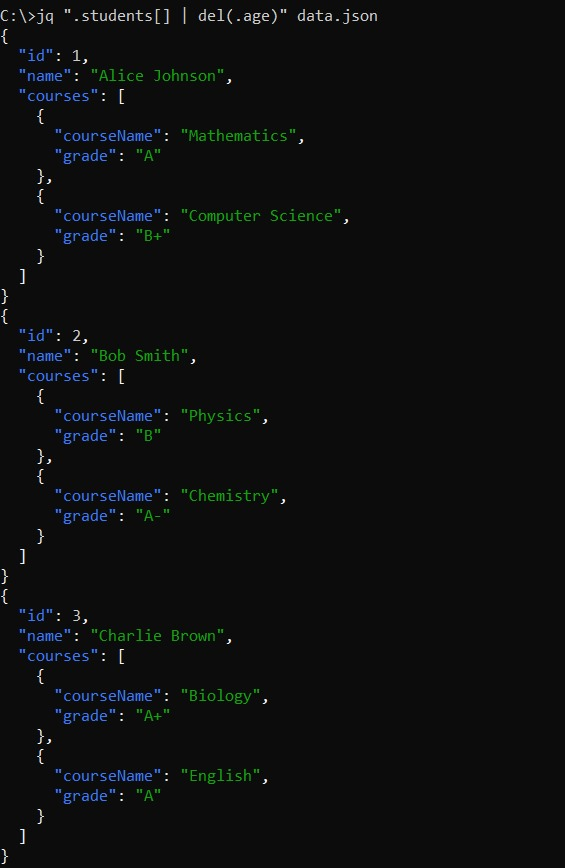 C:\>jq ".students[] | del(.age)" data.json
{
  "id": 1,
  "name": "Alice Johnson",
  "courses": [
    {
      "courseName": "Mathematics",
      "grade": "A"
    },
    {
      "courseName": "Computer Science",
      "grade": "B+"
    }
  ]
}
{
  "id": 2,
  "name": "Bob Smith",
  "courses": [
    {
      "courseName": "Physics",
      "grade": "B"
    },
    {
      "courseName": "Chemistry",
      "grade": "A-"
    }
  ]
}
{
  "id": 3,
  "name": "Charlie Brown",
  "courses": [
    {
      "courseName": "Biology",
      "grade": "A+"
    },
    {
      "courseName": "English",
      "grade": "A"
    }
  ]
}